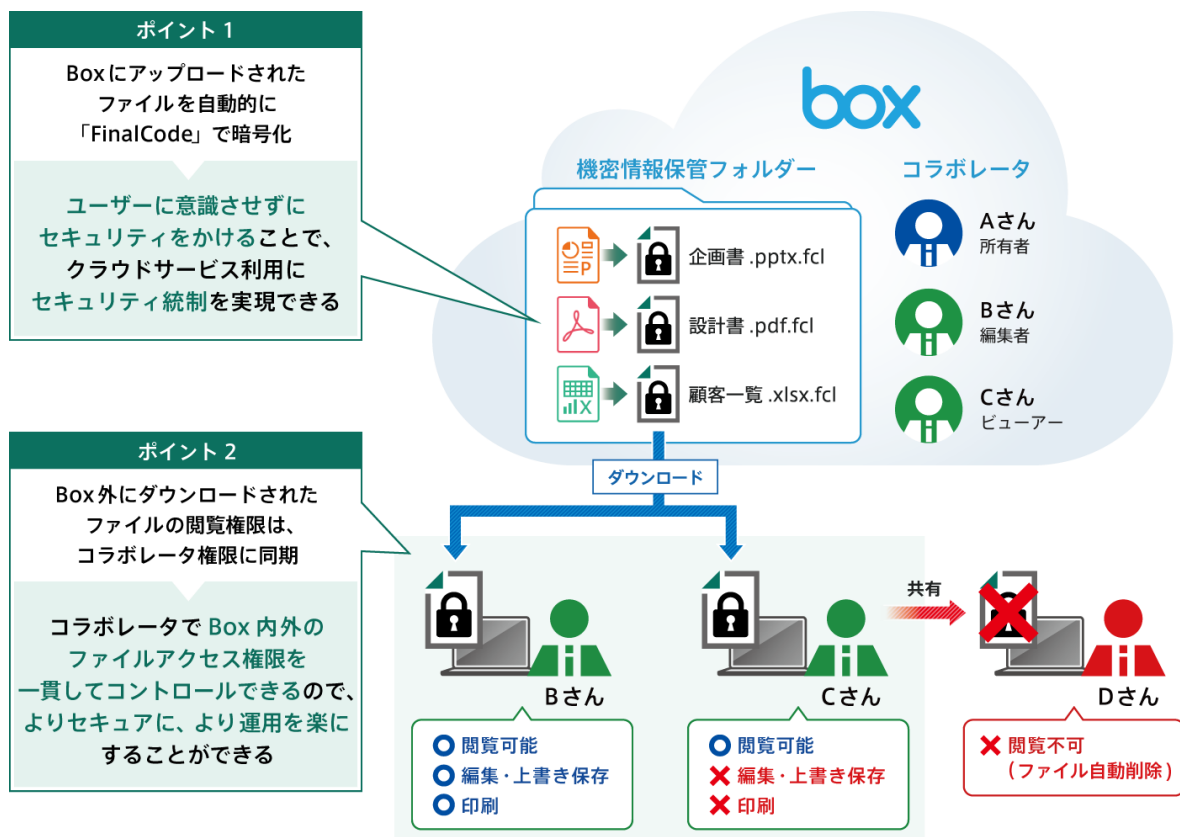 ポイント 1
Boxにアップロードされた
ファイルを自動的に
「FinalCode」で暗号化
ユーザーに意識させずに
セキュリティをかけることで、
クラウドサービス利用に
セキュリティ統制を実現できる
box
機密情報保管フォルダー
コラボレータ
P
企画書.pptx.fcl
設計書.pdf.fcl
X
顧客一覧.xlsx.fcl
Aさん
所有者
Bさん
編集者
Cさん
ビューアー
ポイント 2
Box外にダウンロードされた
ファイルの閲覧権限は、
コラボレータ権限に同期
コラボレータで Box 内外の
ファイルアクセス権限を
一貫してコントロールできるので、
よりセキュアに、より運用を楽に
することができる
ダウンロード
共有
Bさん
Cさん
Dさん
閲覧可能
編集・上書き保存
印刷
閲覧可能
編集・上書き保存
印刷
閲覧不可
(ファイル自動削除)